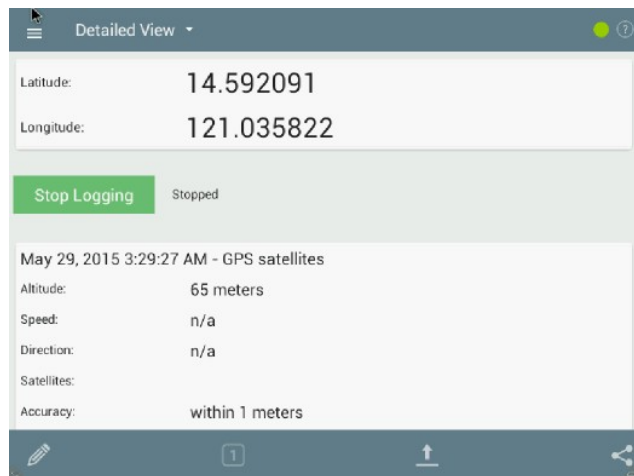 Detailed View
?
Latitude: 14.592091
Longitude: 121.035822
Stop Logging Stopped
May 29, 2015 3:29:27 AM - GPS satellites
Altitude: 65 meters
Speed: n/a
Direction: n/a
Satellites:
Accuracy: within 1 meters
1